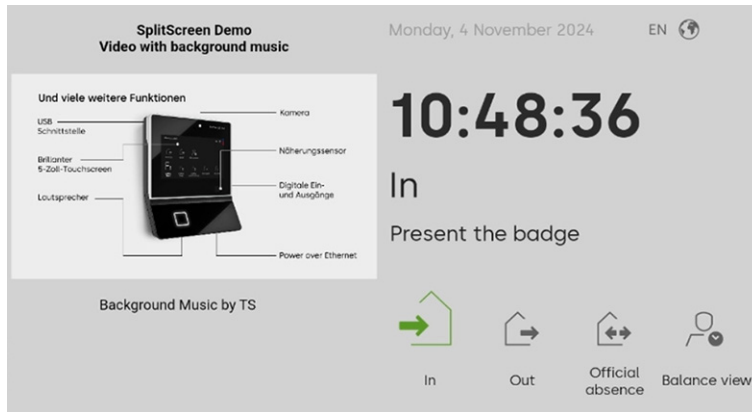 SplitScreen Demo
Video with background music
Und viele weitere Funktionen
USB
Schnittstelle
Brillanter
5-Zoll-Touchscreen
Lautsprecher
Kamera
Näherungssensor
Digitale Ein-
und Ausgänge
Power over Ethernet
Background Music by TS
Monday, 4 November 2024
EN
10:48:36
In
Present the badge
In
Out
Official
absence
Balance view